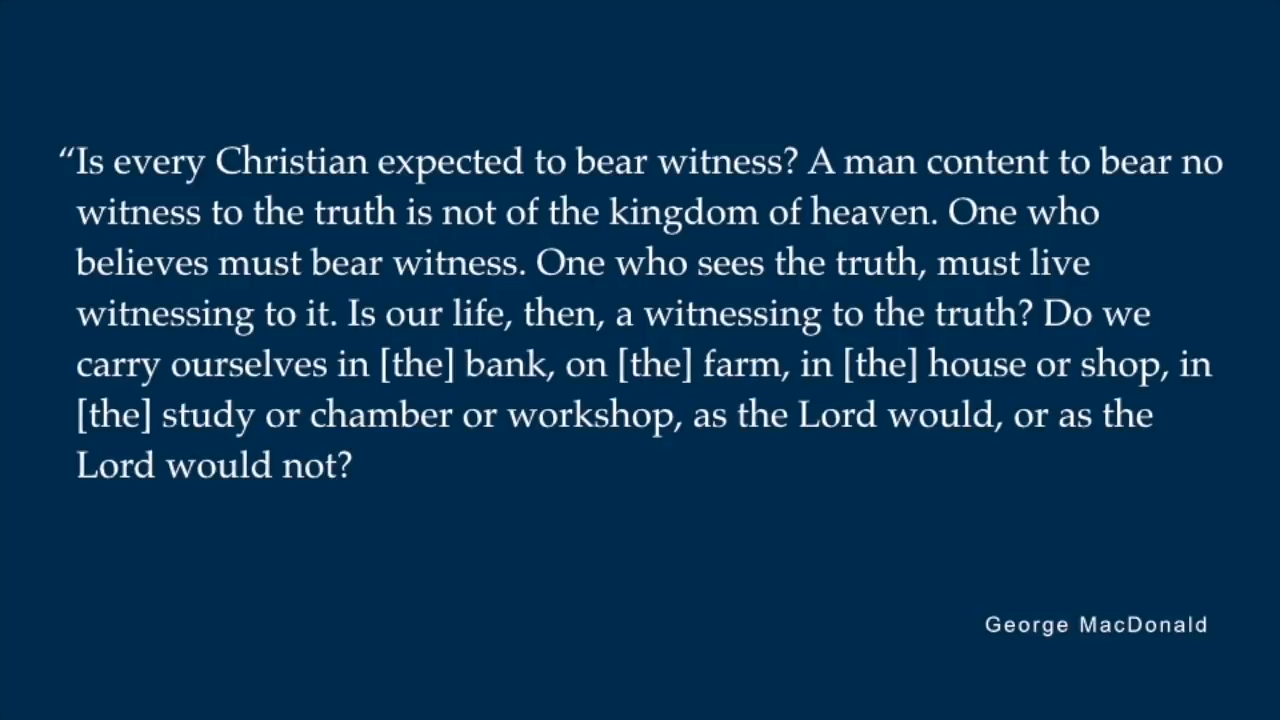 “Is every Christian expected to bear witness? A man content to bear no
witness to the truth is not of the kingdom of heaven. One who
believes must bear witness. One who sees the truth, must live
witnessing to it. Is our life, then, a witnessing to the truth? Do we
carry ourselves in [the] bank, on [the] farm, in [the] house or shop, in
[the] study or chamber or workshop, as the Lord would, or as the
Lord would not?
George MacDonald